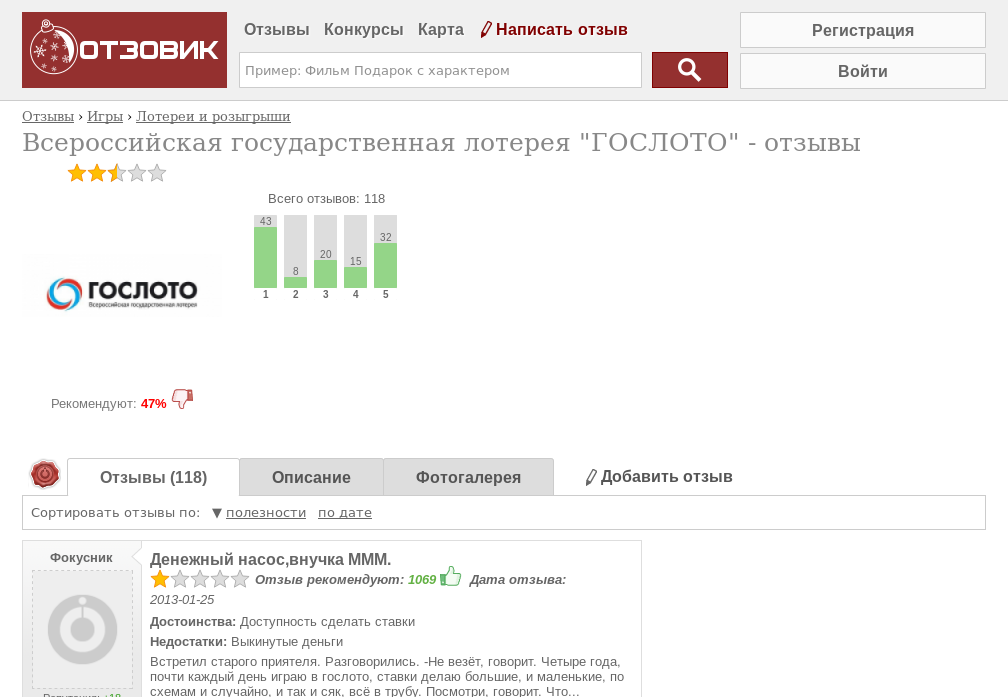 ОТЗОВИК
Отзывы Конкурсы Карта Написать отзыв
Пример: Фильм Подарок с характером
Регистрация
Войти
Отзывы › Игры › Лотереи и розыгрыши
Всероссийская государственная лотерея "ГОСЛОТО" - отзывы
Всего отзывов: 118
43 8 20 15 32
1 2 3 4 5
ГОСЛОТО
Всероссийская государственная лотерея
Рекомендуют: 47%
Отзывы (118) Описание Фотогалерея Добавить отзыв
Сортировать отзывы по: ▼ полезности по дате
Фокусник
Денежный насос,внучка МММ.
Отзыв рекомендуют: 1069 Дата отзыва:
2013-01-25
Достоинства: Доступность сделать ставки
Недостатки: Выкинутые деньги
Встретил старого приятеля. Разговорились. -Не везёт, говорит. Четыре года,
почти каждый день играю в гослото, ставки делаю большие, и маленькие, по
схемам и случайно, и так и сяк, всё в трубу. Посмотри, говорит. Что...